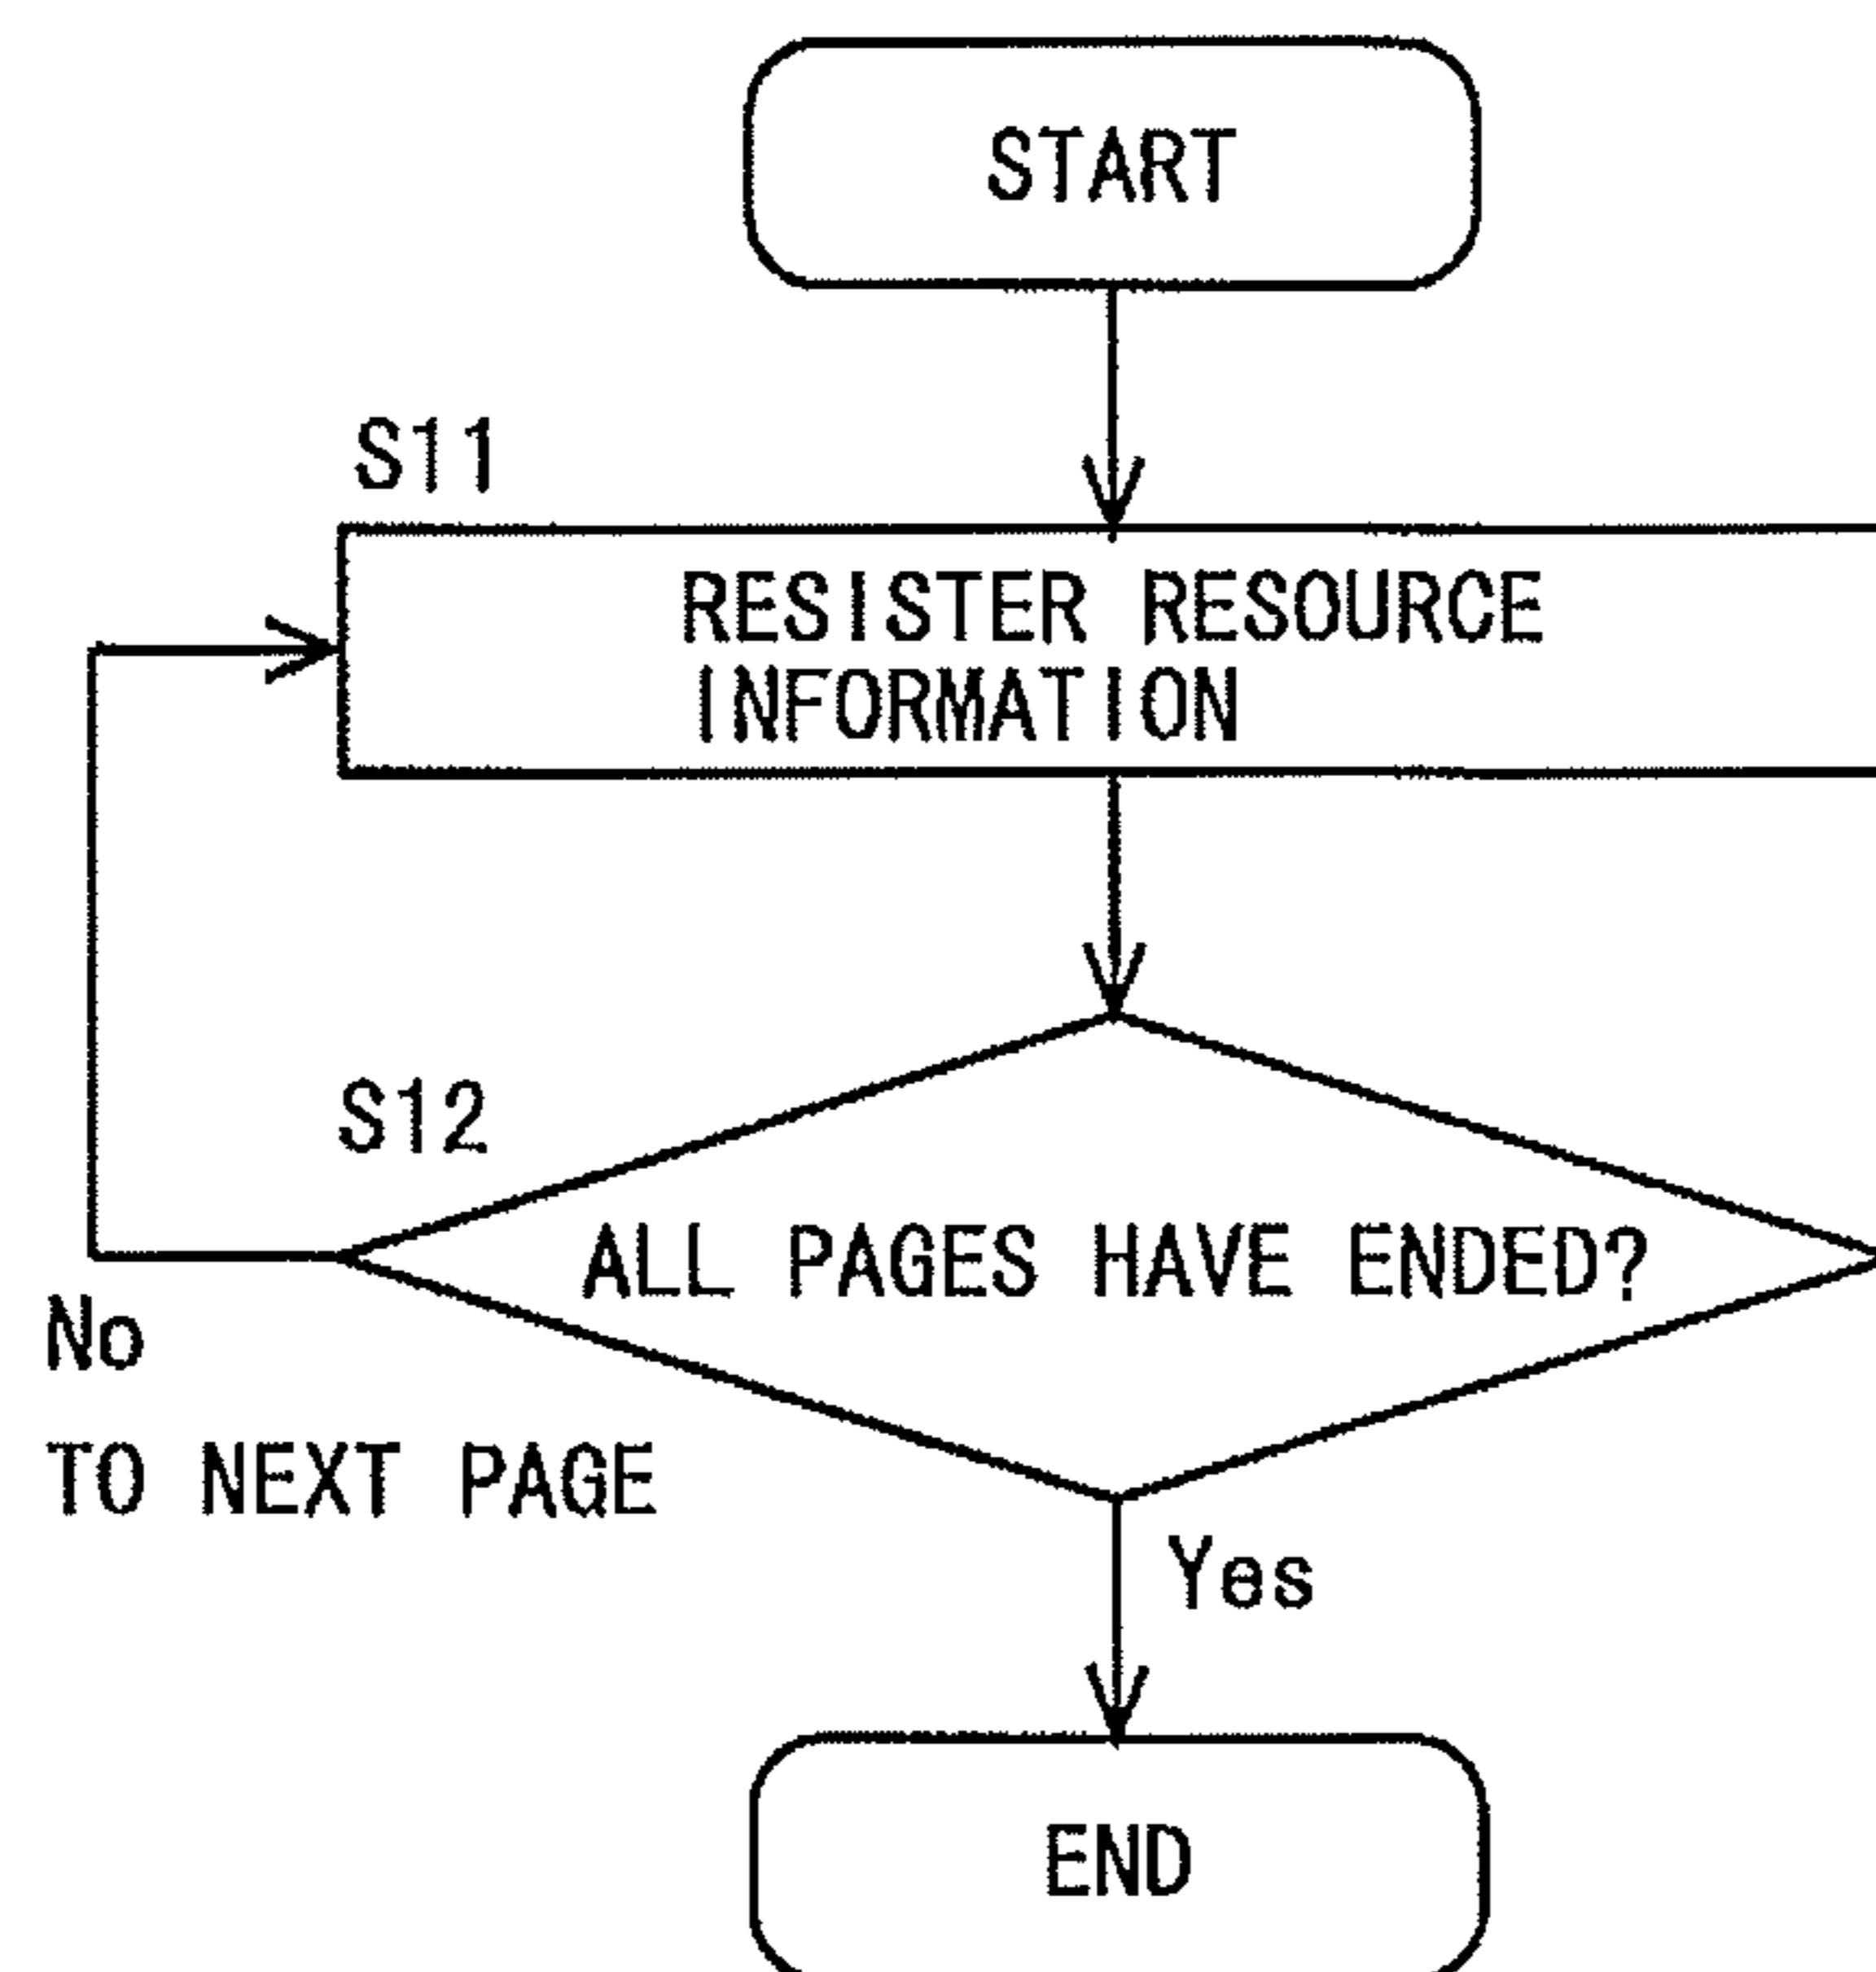 START
S11
RESISTER RESOURCE
INFORMATION
S12
ALL PAGES HAVE ENDED?
No
TO NEXT PAGE
Yes
END